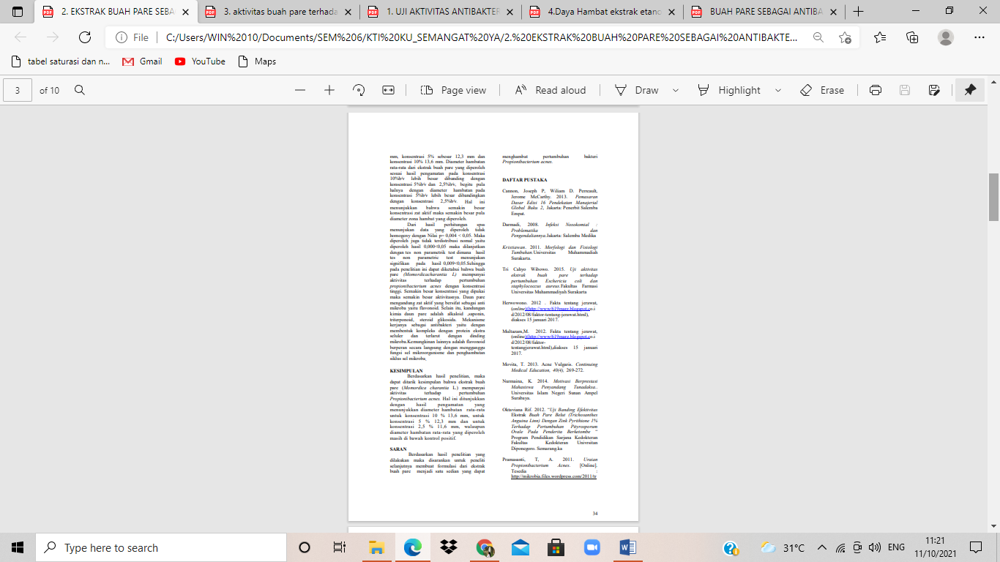 2. EKSTRAK BUAH PARE SEBA
3. aktivitas buah pare terhada
1. UJI AKTIVITAS ANTIBAKTER
4.Daya Hambat ekstrak etano
BUAH PARE SEBAGAI ANTIBA
File
C:/Users/WIN%2010/Documents/SEM%206/KTI%20KU_SEMANGAT%20YA/2.%20EKSTRAK%20BUAH%20PARE%20SEBAGAI%20ANTIBAKTE...
tabel saturasi dan n...
Gmail
YouTube
Maps
3 of 10
Page view
Read aloud
Draw
Highlight
Erase
mm, konsentrasi 5% sebesar 12,3 mm dan
konsentrasi 10% 13,6 mm. Diameter hambatan
rata-rata dari ekstrak buah pare yang diperoleh
sesuai hasil pengamatan pada konsentrasi
10%b/v lebih besar dibanding dengan
konsentrasi 5%b/v dan 2,5%b/v, begitu pula
halnya dengan diameter hambatan pada
konsentrasi 5%b/v lebih besar dibandingkan
dengan konsentrasi 2,5%b/v. Hal ini
menunjukkan bahwa semakin besar
konsentrasi zat aktif maka semakin besar pula
diameter zona hambat yang diperoleh.
Dari hasil perhitungan spss
menunjukan data yang diperoleh tidak
homogeny dengan Nilai p= 0,004 < 0,05. Maka
diperoleh juga tidak terdistribusi nomal yaitu
diperoleh hasil 0,000<0,05 maka dilanjutkan
dengan tes non parametrik test dimana hasil
tes non parametric test menunjukan
signifikan pada hasil 0,009<0,05.Sehingga
pada penelitian ini dapat diketahui bahwa buah
pare (Momordicacharantia L) mempunyai
aktivitas terhadap pertumbuhan
propionibacterium acnes dengan konsentrasi
tinggi. Semakin besar konsentrasi yang dipakai
maka semakin besar aktivitasnya. Daun pare
mengandung zat aktif yang bersifat sebagai anti
mikroba yaitu flavonoid. Selain itu, kandungan
kimia daun pare adalah alkaloid ,saponin,
triterponoid, steroid glikosida. Mekanisme
kerjanya sebagai antibakteri yaitu dengan
membentuk kompleks dengan protein ekstra
seluler dan terlarut dengan dinding
mikroba.Kemungkinan lainnya adalah flavonoid
berperan secara langsung dengan mengganggu
fungsi sel mikroorganisme dan penghambatan
siklus sel mikroba.
KESIMPULAN
Berdasarkan hasil penelitian, maka
dapat ditarik kesimpulan bahwa ekstrak buah
pare (Momordica charantia L.) mempunyai
aktivitas terhadap pertumbuhan
Propionibacterium acnes. Hal ini ditunjukkan
dengan hasil pengamatan yang
menunjukkan diameter hambatan rata-rata
untuk konsentrasi 10 % 13,6 mm, untuk
konsentrasi 5 % 12,3 mm dan untuk
konsentrasi 2,5 % 11,6 mm, walaupun
diameter hambatan rata-rata yang diperoleh
masih di bawah kontrol positif.
SARAN
Berdasarkan hasil penelitian yang
dilakukan maka disarankan untuk peneliti
selanjutnya membuat formulasi dari ekstrak
buah pare menjadi satu sedian yang dapat
menghambat pertumbuhan bakteri
Propionibacterium acnes.
DAFTAR PUSTAKA
Cannon, Joseph P, Wiliam D. Perreault,
Jerome McCarthy. 2013. Pemasaran
Dasar Edisi 16 Pendekatan Manajerial
Global Buku 2, Jakarta: Penerbit Salemba
Empat.
Darmadi, 2008. Infeksi Nosokomial :
Problematika dan
Pengendaliannya.Jakarta: Salemba Medika
Kristiawan. 2011. Morfologi dan Fistologi
Tumbuhan.Universitas Muhammadiah
Surakarta.
Tri Cahyo Wibowo. 2015. Uji aktivitas
ekstrak buah pare terhadap
pertumbuhan Eschericia coli dan
staphylococcus aureus.Fakultas Farmasi
Universitas Muhammadiyah Surakarta
Herwowono. 2012 . Fakta tentang jerawat,
(online)(http://www/619marz.blogspot.co.i
d/2012/08/faktor-tentang-jerawat.html),
diakses 15 januari 2017.
Multazam,M. 2012. Fakta tentang jerawat,
(online)(http://www/619marz.blogspot.co.i
d/2012/08/faktor-
tentangjerawat.html),diakses 15 januari
2017.
Movita, T. 2013. Acne Vulgaris. Continuing
Medical Education, 40(4), 269-272.
Nurmaina, K. 2014. Motivasi Berprestasi
Mahasiswa Penyandang Tunadaksa..
Universitas Islam Negeri Sunan Ampel
Surabaya.
Oktaviana Rif. 2012. "Uji Banding Efektivitas
Ekstrak Buah Pare Belut (Trichosanthes
Anguina Linn) Dengan Zink Pyrithione 1%
Terhadap Pertumbuhan Pityrosporum
Ovale Pada Penderita Berketombe "
Program Pendidikan Sarjana Kedokteran
Fakultas Kedokteran Univrsitan
Diponegoro. Semarang.ka
Pramasanti, T, A. 2011. Uraian
Propionibacterium Acnes. [Online].
Tesedia :
http://mikrobia.files.wordpress.com/2011/tr
34
Type here to search
31°C
ENG
11:21
11/10/2021